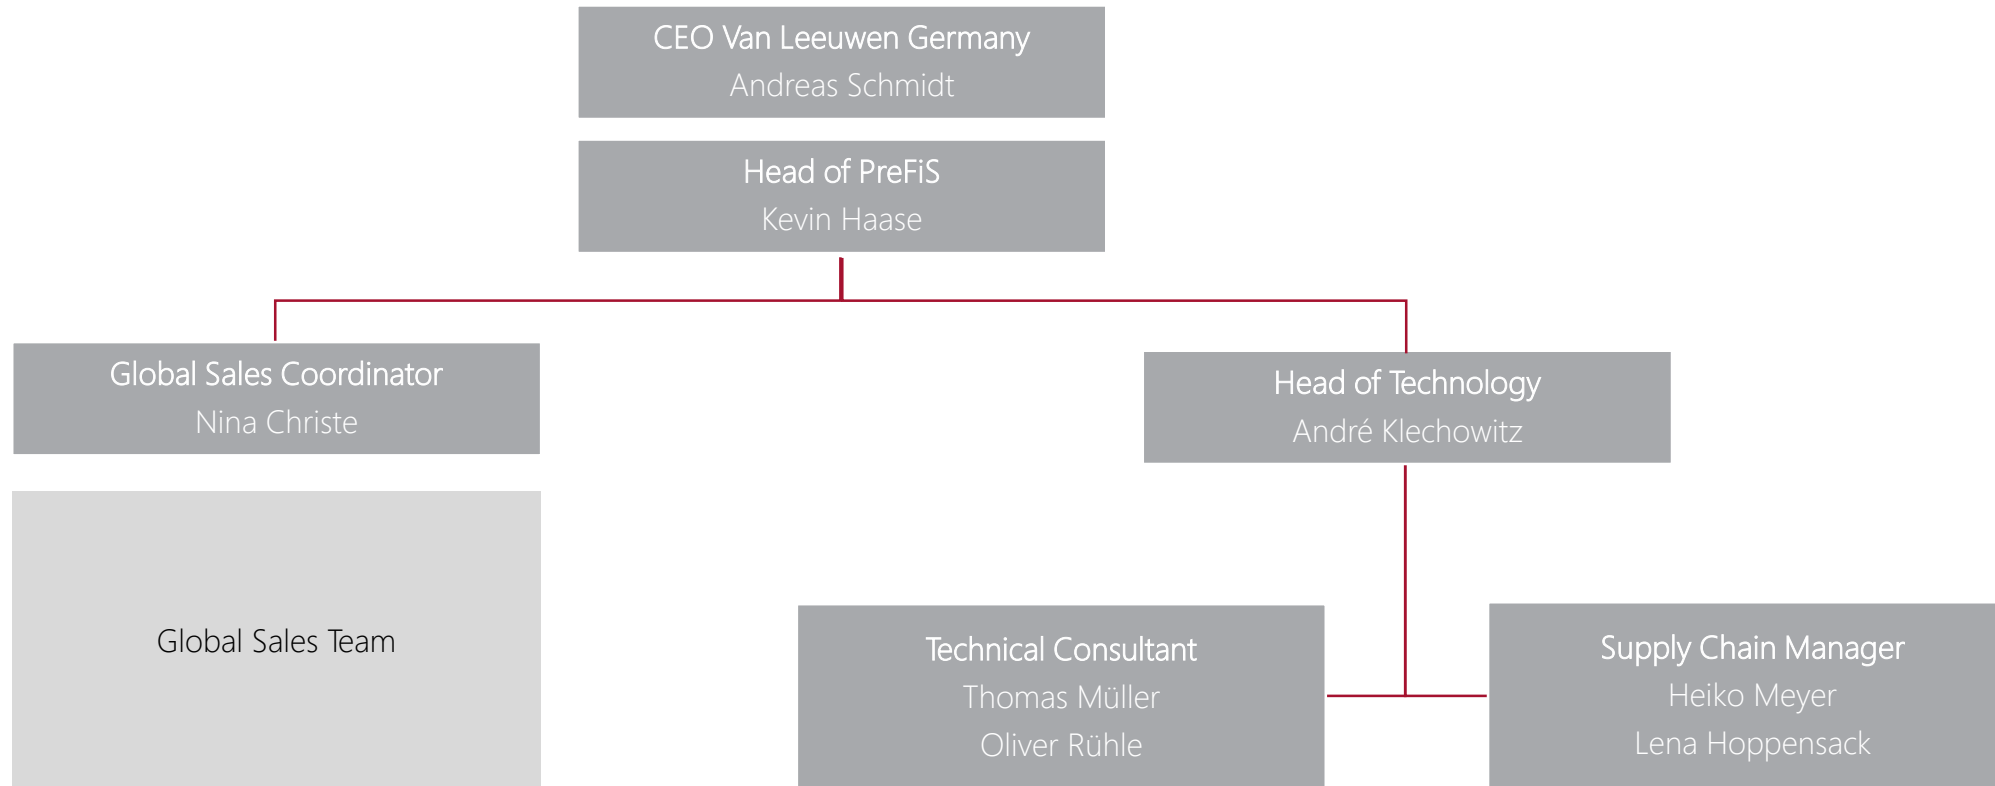 CEO Van Leeuwen Germany
Andreas Schmidt
Head of PreFiS
Kevin Haase
Global Sales Coordinator
Nina Christe
Head of Technology
André Klechowitz
Global Sales Team
Technical Consultant
Thomas Müller
Oliver Rühle
Supply Chain Manager
Heiko Meyer
Lena Hoppensack